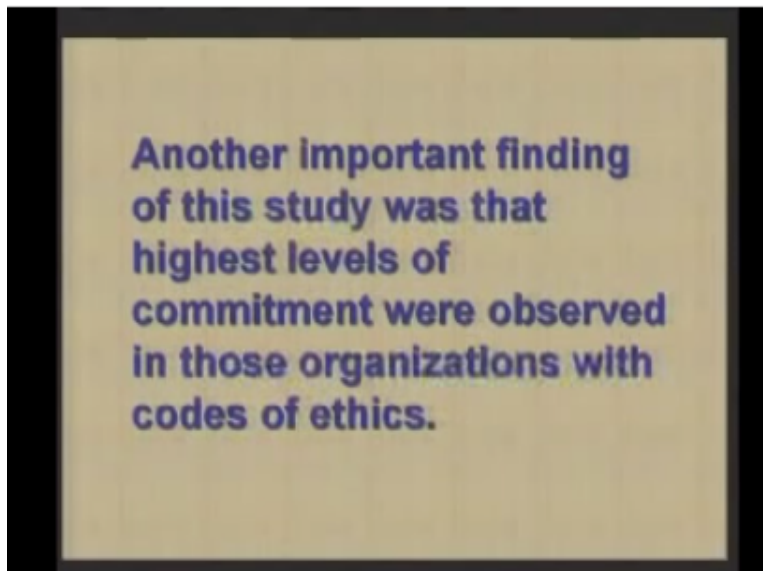 Another important finding
of this study was that
highest levels of
commitment were observed
in those organizations with
codes of ethics.